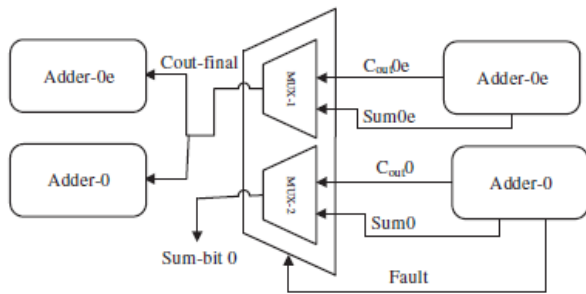 Adder-0e
Cout-final
MUX-1
Cout0e
Adder-0e
Sum0e
Adder-0
MUX-2
Cout0
Adder-0
Sum0
Sum-bit 0
Fault